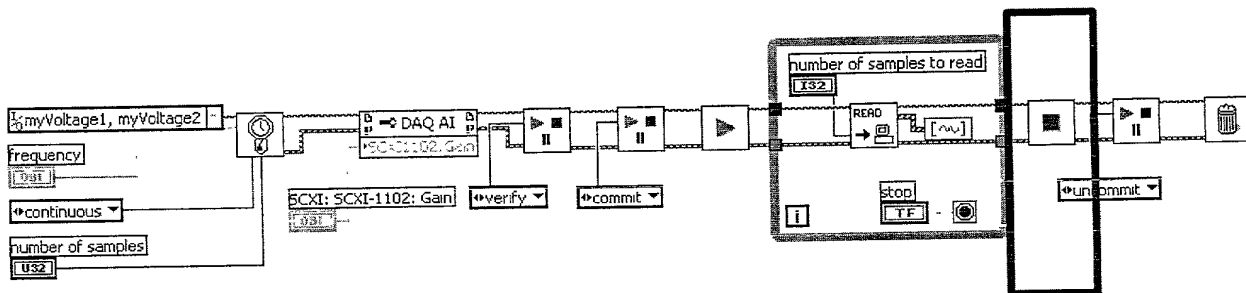 number of samples to read
I32
I/O myVoltage1, myVoltage2
DAQ AI
READ
SCXI1102.Gain
frequency
DBL
SCXI: SCXI-1102: Gain
DBL
verify
commit
stop
TF
uncommit
continuous
i
number of samples
U32